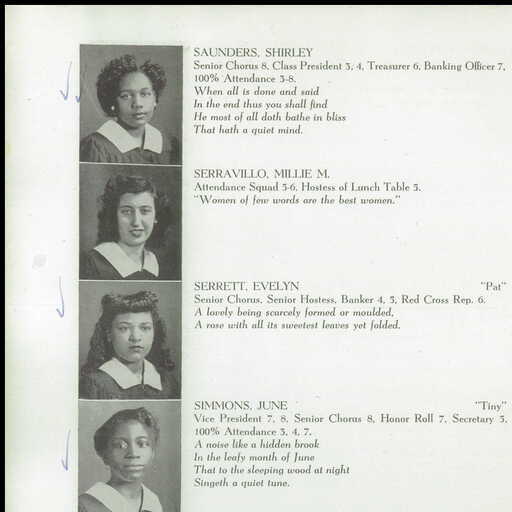 SAUNDERS, SHIRLEY
Senior Chorus 8, Class President 3, 4, Treasurer 6, Banking Officer 7,
100% Attendance 3-8.
When all is done and said
In the end thus you shall find
He most of all doth bathe in bliss
That hath a quiet mind.
SERRAVILLO, MILLIE M.
Attendance Squad 5-6, Hostess of Lunch Table 5.
"Women of few words are the best women."
SERRETT, EVELYN "Pat"
Senior Chorus, Senior Hostess, Banker 4, 5, Red Cross Rep. 6.
A lovely being scarcely formed or moulded,
A rose with all its sweetest leaves yet folded.
SIMMONS, JUNE "Tiny"
Vice President 7, 8, Senior Chorus 8, Honor Roll 7, Secretary 5,
100% Attendance 3, 4, 7.
A noise like a hidden brook
In the leafy month of June
That to the sleeping wood at night
Singeth a quiet tune.